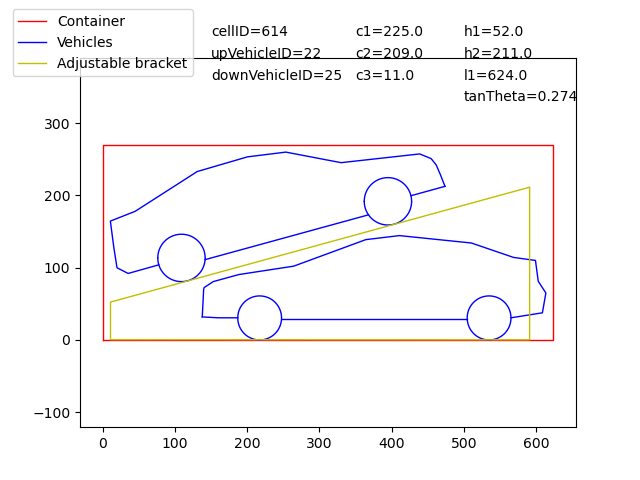 Container
Vehicles
Adjustable bracket
cellID=614 c1=225.0 h1=52.0
upVehicleID=22 c2=209.0 h2=211.0
downVehicleID=25 c3=11.0 l1=624.0
tanTheta=0.274
300
200
100
0
−100
0 100 200 300 400 500 600